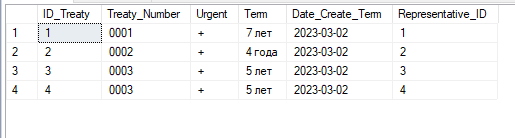 ID_Treaty Treaty_Number Urgent Term Date_Create_Term Representative_ID
1 1 0001 + 7 лет 2023-03-02 1
2 2 0002 + 4 года 2023-03-02 2
3 3 0003 + 5 лет 2023-03-02 3
4 4 0003 + 5 лет 2023-03-02 4